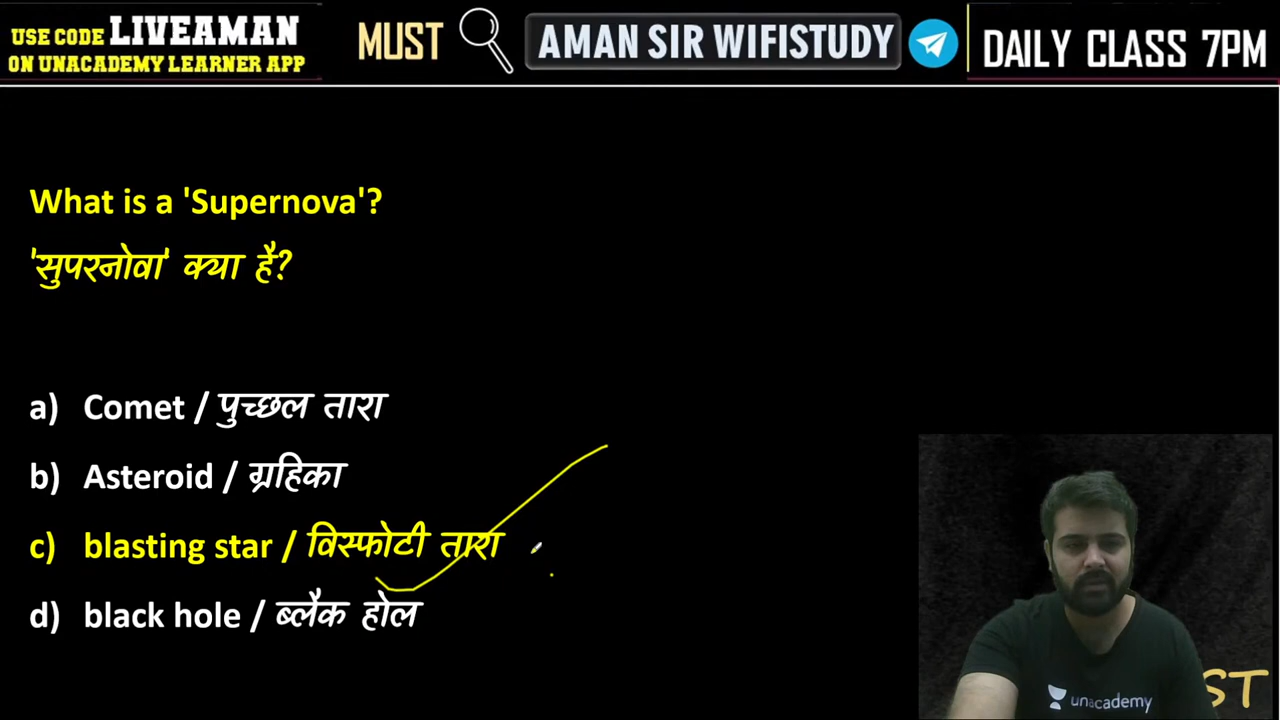 USE CODE LIVEAMAN
ON UNACADEMY LEARNER APP
MUST
AMAN SIR WIFISTUDY
DAILY CLASS 7PM
What is a 'Supernova'?
'सुपरनोवा' क्या है?
a) Comet / पुच्छल तारा
b) Asteroid / ग्रहिका
c) blasting star / विस्फोटी तारा
d) black hole / ब्लैक होल
unacademy
ST